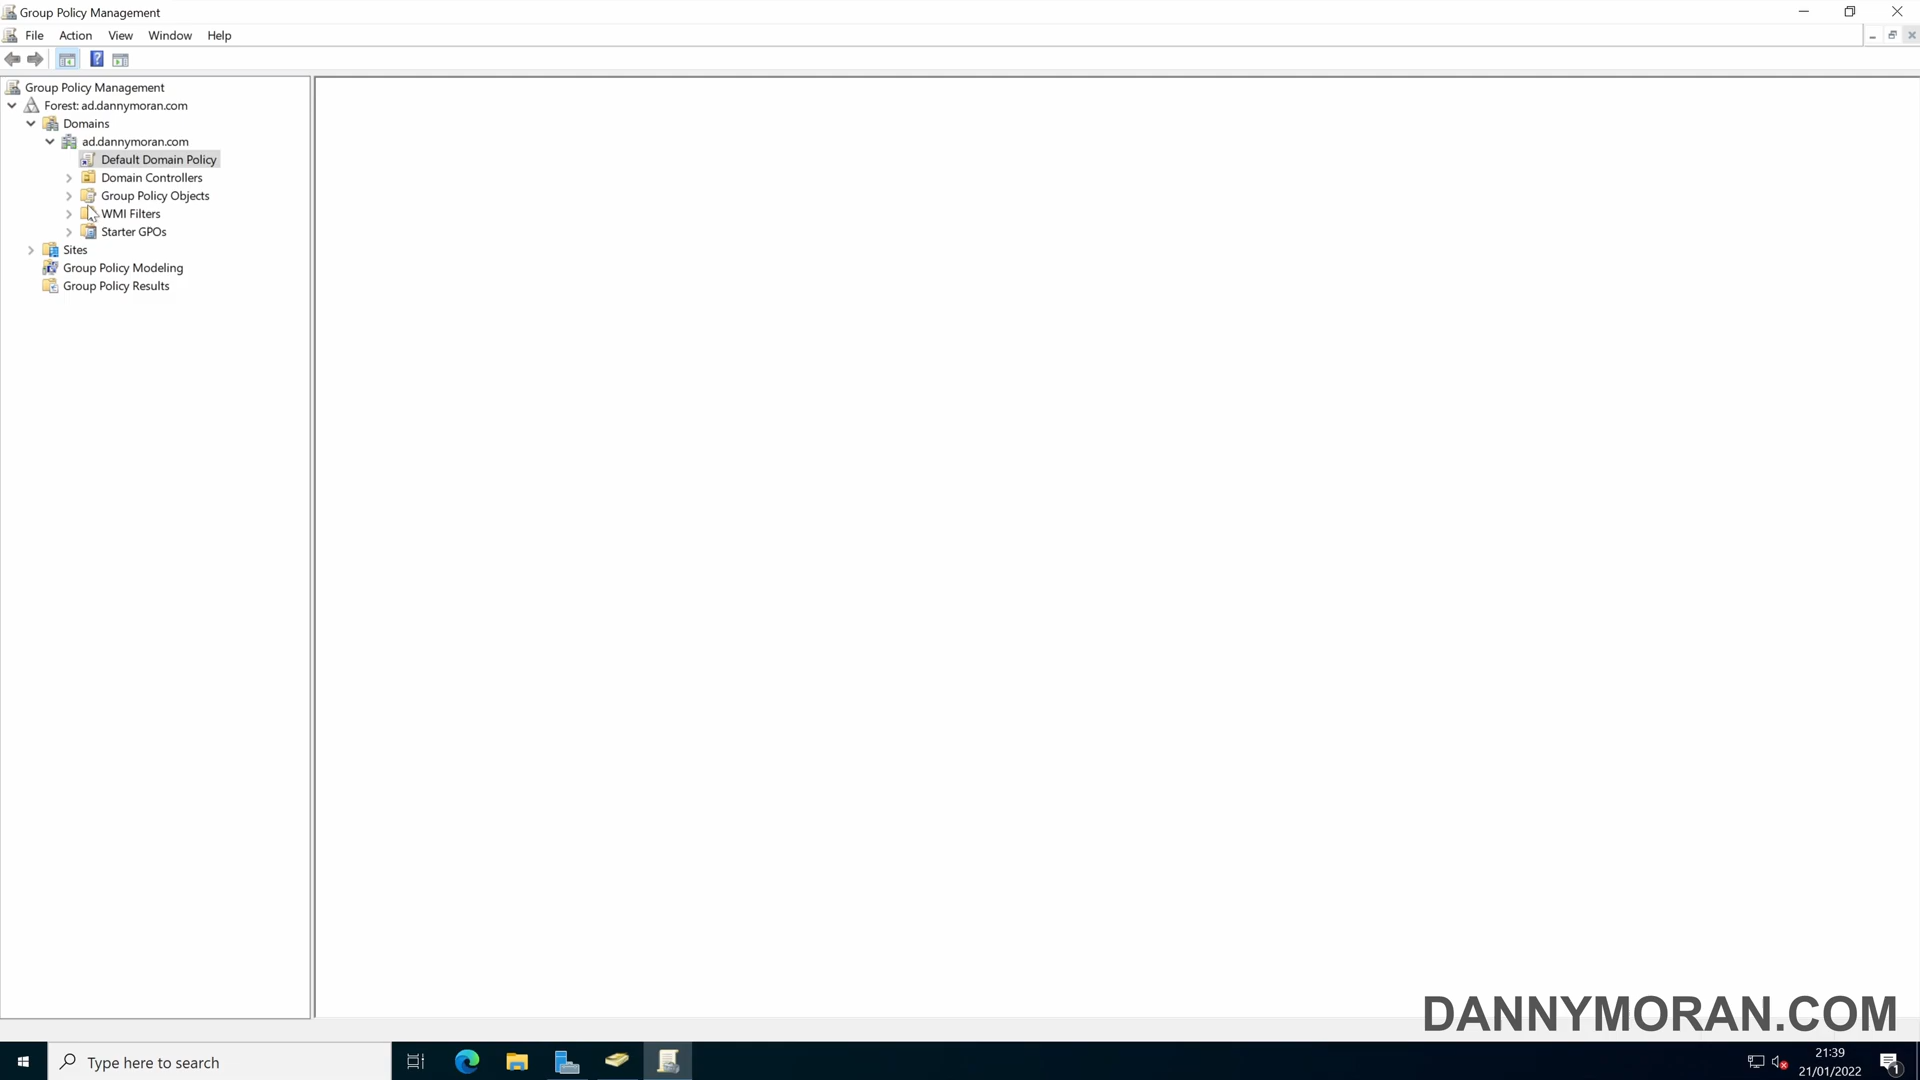 Group Policy Management
File Action View Window Help
Group Policy Management
Forest: ad.dannymoran.com
Domains
ad.dannymoran.com
Default Domain Policy
Domain Controllers
Group Policy Objects
WMI Filters
Starter GPOs
Sites
Group Policy Modeling
Group Policy Results
DANNYMORAN.COM
Type here to search
21:39
21/01/2022
1